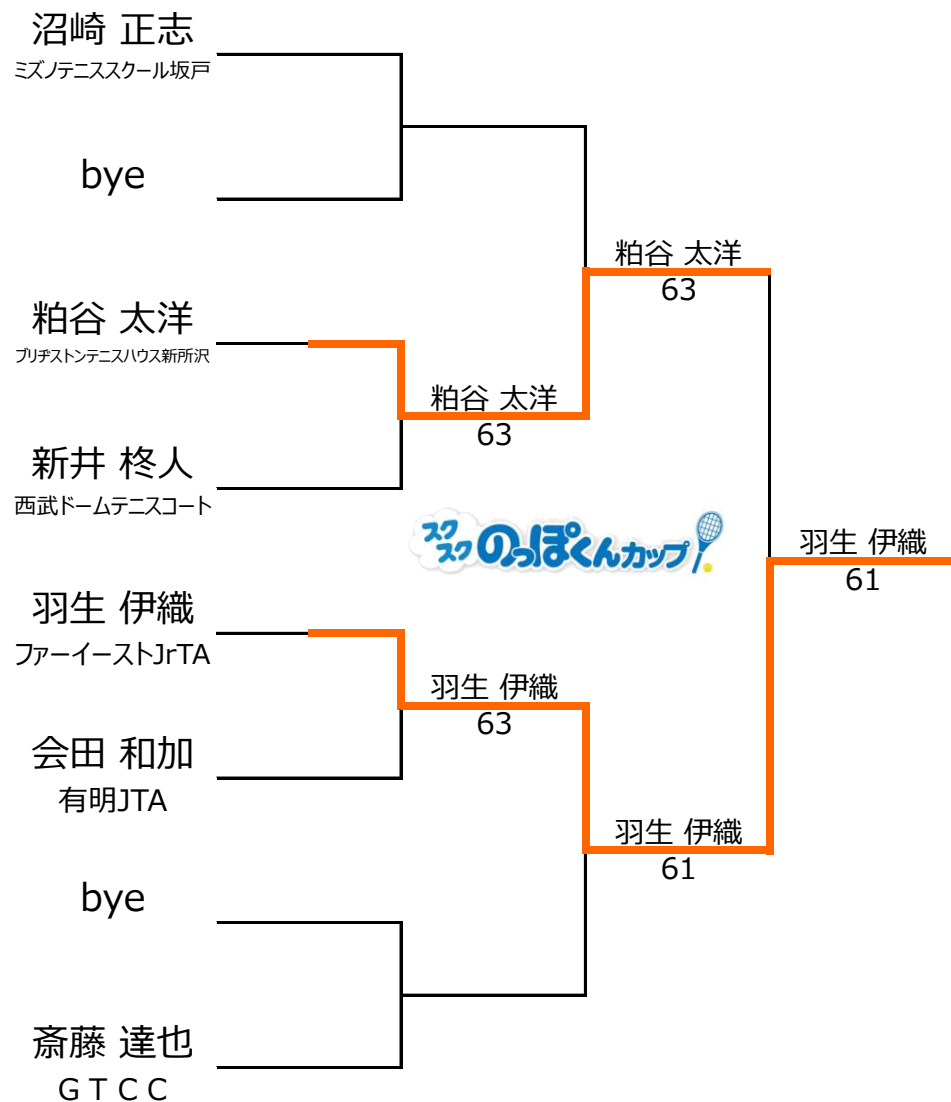 沼崎 正志
ミズノテニススクール坂戸
bye
粕谷 太洋
63
粕谷 太洋
ブリヂストンテニスハウス新所沢
粕谷 太洋
63
新井 柊人
西武ドームテニスコート
スクスク のっぽくんカップ
羽生 伊織
61
羽生 伊織
ファーイーストJrTA
羽生 伊織
63
会田 和加
有明JTA
羽生 伊織
61
bye
斎藤 達也
ＧＴＣＣ